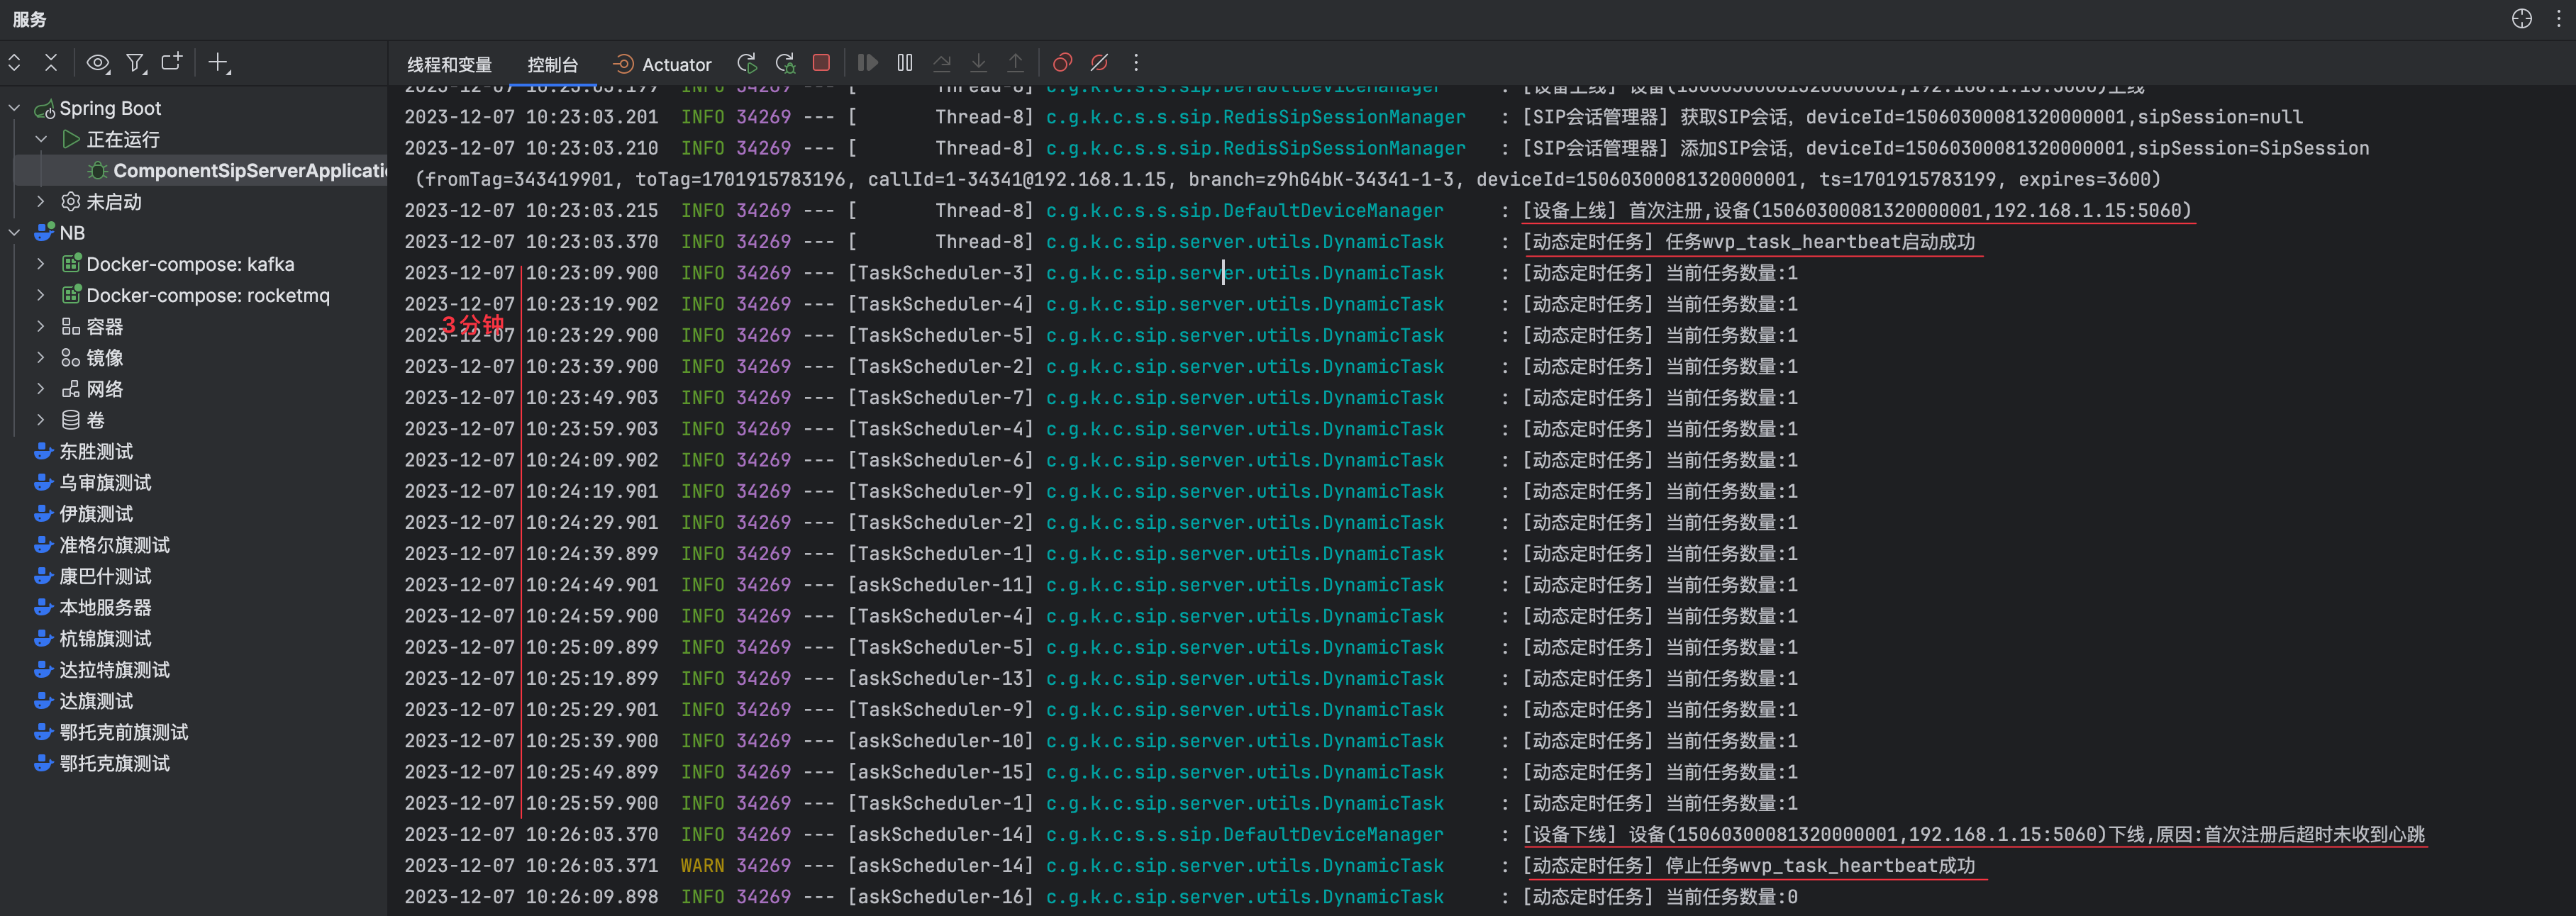 服务
线程和变量 控制台 Actuator
Spring Boot
正在运行
ComponentSipServerApplicatio
未启动
NB
Docker-compose: kafka
Docker-compose: rocketmq
容器
镜像
网络
卷
东胜测试
乌审旗测试
伊旗测试
准格尔旗测试
康巴什测试
本地服务器
杭锦旗测试
达拉特旗测试
达旗测试
鄂托克前旗测试
鄂托克旗测试
2023-12-07 10:23:03.199 INFO 34269 --- [ Thread-8] c.g.k.c.s.s.sip.DefaultDeviceManager : [设备上线] 设备(15060300081320000001,192.168.1.15:5060)上线
2023-12-07 10:23:03.201 INFO 34269 --- [ Thread-8] c.g.k.c.s.s.sip.RedisSipSessionManager : [SIP会话管理器] 获取SIP会话, deviceId=15060300081320000001,sipSession=null
2023-12-07 10:23:03.210 INFO 34269 --- [ Thread-8] c.g.k.c.s.s.sip.RedisSipSessionManager : [SIP会话管理器] 添加SIP会话, deviceId=15060300081320000001,sipSession=SipSession
(fromTag=343419901, toTag=1701915783196, callId=1-34341@192.168.1.15, branch=z9hG4bK-34341-1-3, deviceId=15060300081320000001, ts=1701915783199, expires=3600)
2023-12-07 10:23:03.215 INFO 34269 --- [ Thread-8] c.g.k.c.s.s.sip.DefaultDeviceManager : [设备上线] 首次注册,设备(15060300081320000001,192.168.1.15:5060)
2023-12-07 10:23:03.370 INFO 34269 --- [ Thread-8] c.g.k.c.sip.server.utils.DynamicTask : [动态定时任务] 任务wvp_task_heartbeat启动成功
2023-12-07 10:23:09.900 INFO 34269 --- [TaskScheduler-3] c.g.k.c.sip.server.utils.DynamicTask : [动态定时任务] 当前任务数量:1
2023-12-07 10:23:19.902 INFO 34269 --- [TaskScheduler-4] c.g.k.c.sip.server.utils.DynamicTask : [动态定时任务] 当前任务数量:1
3分钟
2023-12-07 10:23:29.900 INFO 34269 --- [TaskScheduler-5] c.g.k.c.sip.server.utils.DynamicTask : [动态定时任务] 当前任务数量:1
2023-12-07 10:23:39.900 INFO 34269 --- [TaskScheduler-2] c.g.k.c.sip.server.utils.DynamicTask : [动态定时任务] 当前任务数量:1
2023-12-07 10:23:49.903 INFO 34269 --- [TaskScheduler-7] c.g.k.c.sip.server.utils.DynamicTask : [动态定时任务] 当前任务数量:1
2023-12-07 10:23:59.903 INFO 34269 --- [TaskScheduler-4] c.g.k.c.sip.server.utils.DynamicTask : [动态定时任务] 当前任务数量:1
2023-12-07 10:24:09.902 INFO 34269 --- [TaskScheduler-6] c.g.k.c.sip.server.utils.DynamicTask : [动态定时任务] 当前任务数量:1
2023-12-07 10:24:19.901 INFO 34269 --- [TaskScheduler-9] c.g.k.c.sip.server.utils.DynamicTask : [动态定时任务] 当前任务数量:1
2023-12-07 10:24:29.901 INFO 34269 --- [TaskScheduler-2] c.g.k.c.sip.server.utils.DynamicTask : [动态定时任务] 当前任务数量:1
2023-12-07 10:24:39.899 INFO 34269 --- [TaskScheduler-1] c.g.k.c.sip.server.utils.DynamicTask : [动态定时任务] 当前任务数量:1
2023-12-07 10:24:49.901 INFO 34269 --- [askScheduler-11] c.g.k.c.sip.server.utils.DynamicTask : [动态定时任务] 当前任务数量:1
2023-12-07 10:24:59.900 INFO 34269 --- [TaskScheduler-4] c.g.k.c.sip.server.utils.DynamicTask : [动态定时任务] 当前任务数量:1
2023-12-07 10:25:09.899 INFO 34269 --- [TaskScheduler-5] c.g.k.c.sip.server.utils.DynamicTask : [动态定时任务] 当前任务数量:1
2023-12-07 10:25:19.899 INFO 34269 --- [askScheduler-13] c.g.k.c.sip.server.utils.DynamicTask : [动态定时任务] 当前任务数量:1
2023-12-07 10:25:29.901 INFO 34269 --- [TaskScheduler-9] c.g.k.c.sip.server.utils.DynamicTask : [动态定时任务] 当前任务数量:1
2023-12-07 10:25:39.900 INFO 34269 --- [askScheduler-10] c.g.k.c.sip.server.utils.DynamicTask : [动态定时任务] 当前任务数量:1
2023-12-07 10:25:49.899 INFO 34269 --- [askScheduler-15] c.g.k.c.sip.server.utils.DynamicTask : [动态定时任务] 当前任务数量:1
2023-12-07 10:25:59.900 INFO 34269 --- [TaskScheduler-1] c.g.k.c.sip.server.utils.DynamicTask : [动态定时任务] 当前任务数量:1
2023-12-07 10:26:03.370 INFO 34269 --- [askScheduler-14] c.g.k.c.s.s.sip.DefaultDeviceManager : [设备下线] 设备(15060300081320000001,192.168.1.15:5060)下线,原因:首次注册后超时未收到心跳
2023-12-07 10:26:03.371 WARN 34269 --- [askScheduler-14] c.g.k.c.sip.server.utils.DynamicTask : [动态定时任务] 停止任务wvp_task_heartbeat成功
2023-12-07 10:26:09.898 INFO 34269 --- [askScheduler-16] c.g.k.c.sip.server.utils.DynamicTask : [动态定时任务] 当前任务数量:0